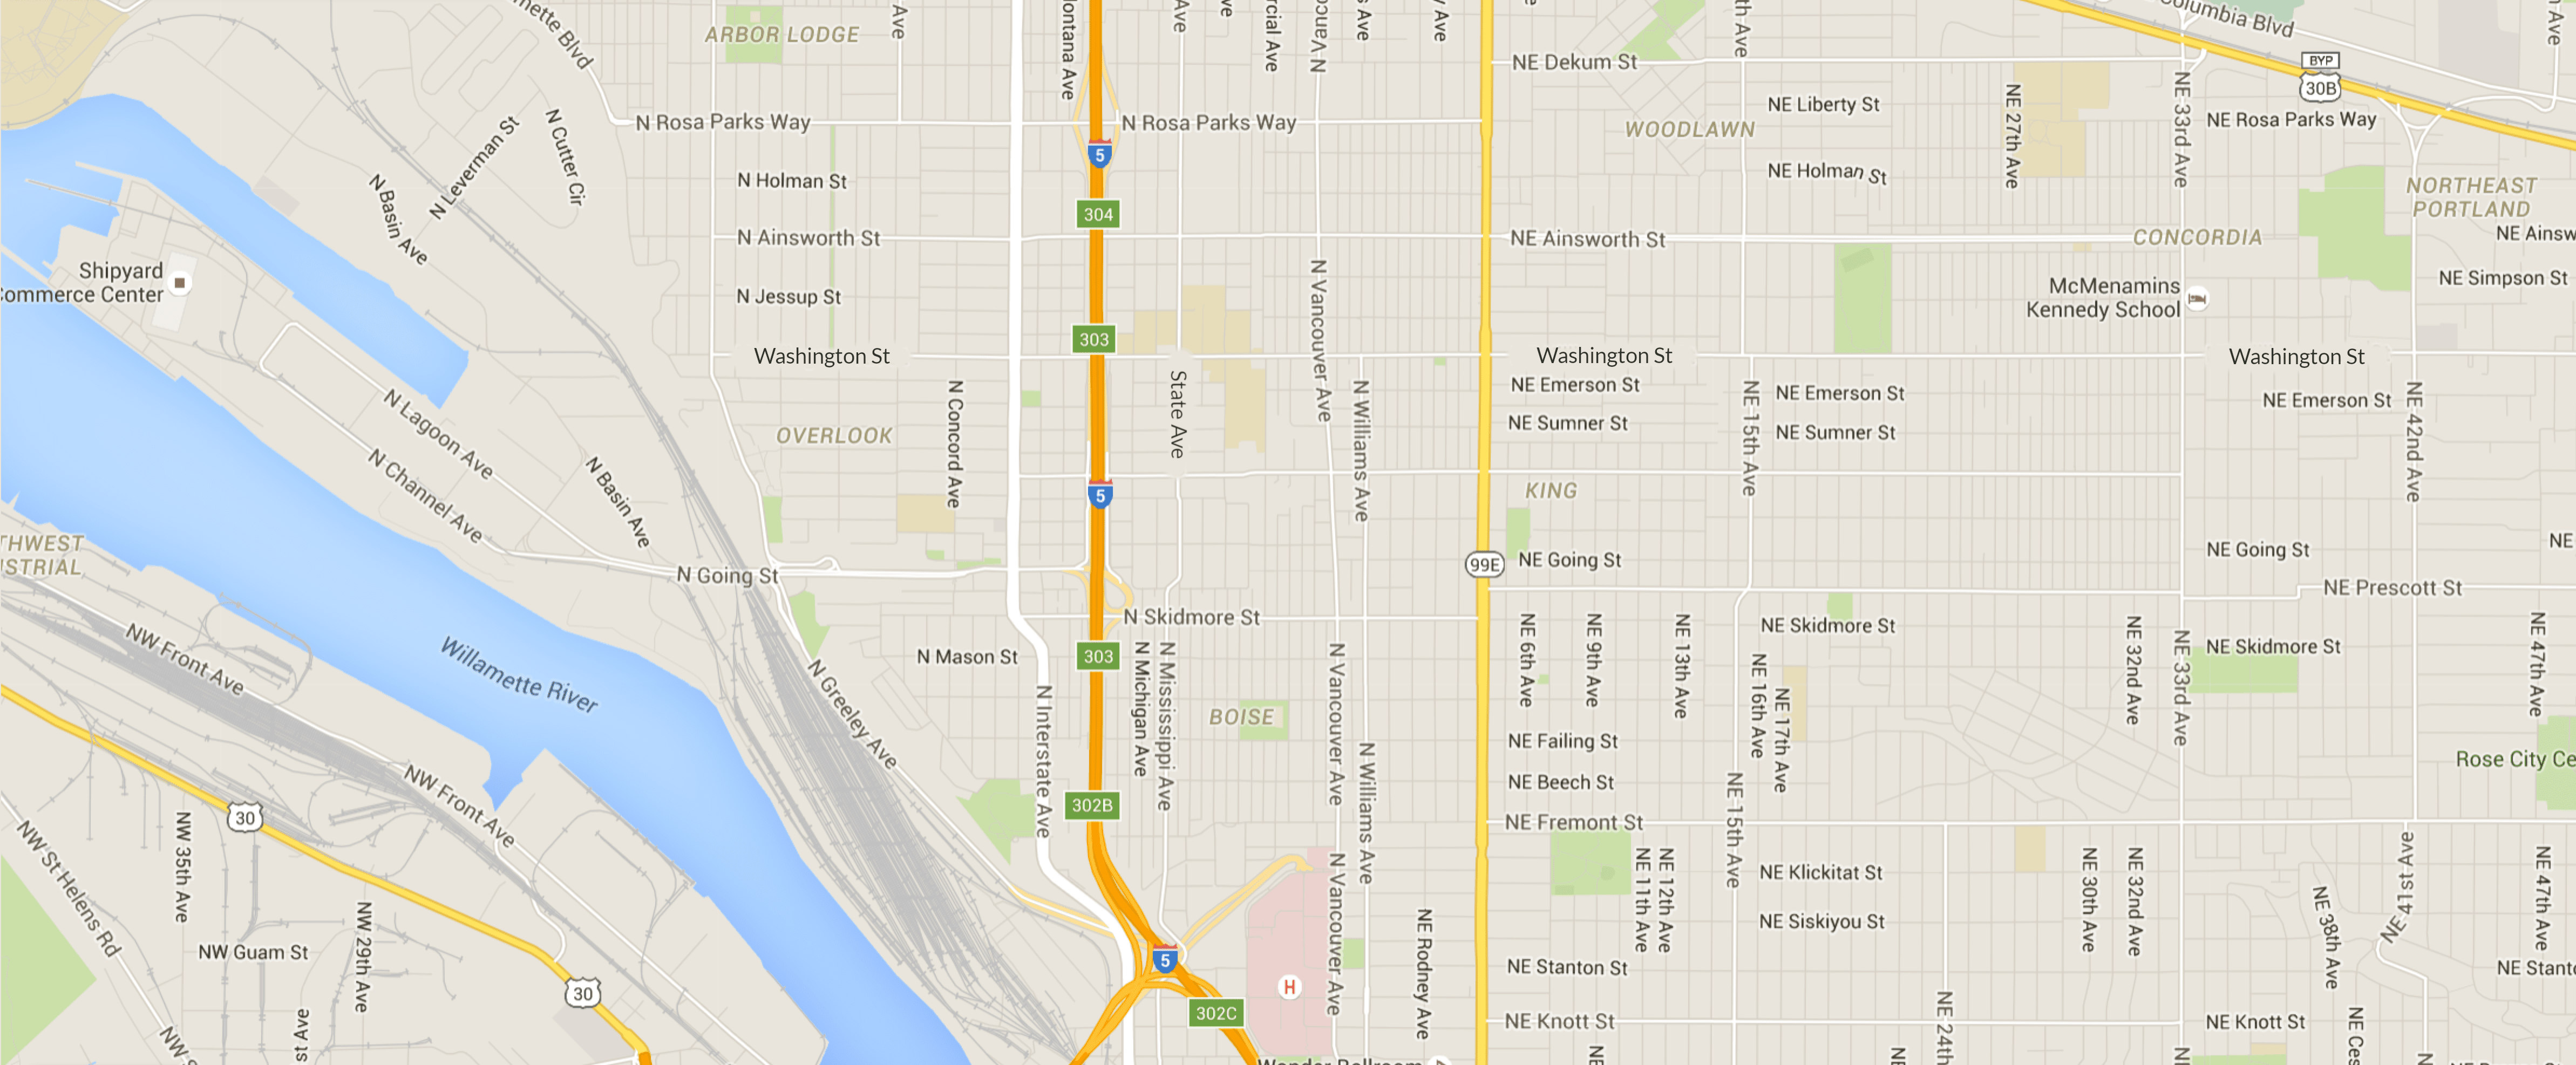 ARBOR LODGE
Ave
Ave
Ave
Columbia Blvd
NE Dekum St
BYP
30B
NE Liberty St
N Rosa Parks Way
N Rosa Parks Way
WOODLAWN
NE 27th Ave
NE 33rd Ave
NE Rosa Parks Way
N Leverman St
N Cutter Cir
5
N Holman St
NE Holman St
NORTHEAST
PORTLAND
N Basin Ave
304
N Ainsworth St
NE Ainsworth St
CONCORDIA
Shipyard
Commerce Center
N Jessup St
N Vancouver Ave
McMenamins
Kennedy School
NE Simpson St
303
Washington St
Washington St
Washington St
State Ave
NE Emerson St
NE Emerson St
NE Emerson St
N Lagoon Ave
N Concord Ave
N Williams Ave
NE Sumner St
NE Sumner St
NE 15th Ave
NE 42nd Ave
OVERLOOK
N Channel Ave
N Basin Ave
5
KING
N Going St
99E
NE Going St
NE Going St
NE
NE Prescott St
N Skidmore St
NE Skidmore St
NE Skidmore St
NW Front Ave
Willamette River
N Mason St
303
N Michigan Ave
N Mississippi Ave
N Vancouver Ave
NE 6th Ave
NE 9th Ave
NE 13th Ave
NE 16th Ave
NE 17th Ave
NE 32nd Ave
NE 33rd Ave
NE 47th Ave
N Greeley Ave
N Interstate Ave
BOISE
N Williams Ave
NE Failing St
NE Beech St
Rose City Ce
NW Front Ave
302B
30
NE Fremont St
NE 15th Ave
NE 41st Ave
NW St Helens Rd
NW 35th Ave
NE 11th Ave
NE 12th Ave
NE Klickitat St
NE 30th Ave
NE 32nd Ave
NE 38th Ave
NE 47th Ave
NW Guam St
NW 29th Ave
N Vancouver Ave
NE Rodney Ave
NE Siskiyou St
5
H
NE Stanton St
30
302C
NE Knott St
NE 24th
NE Knott St
NE Ces